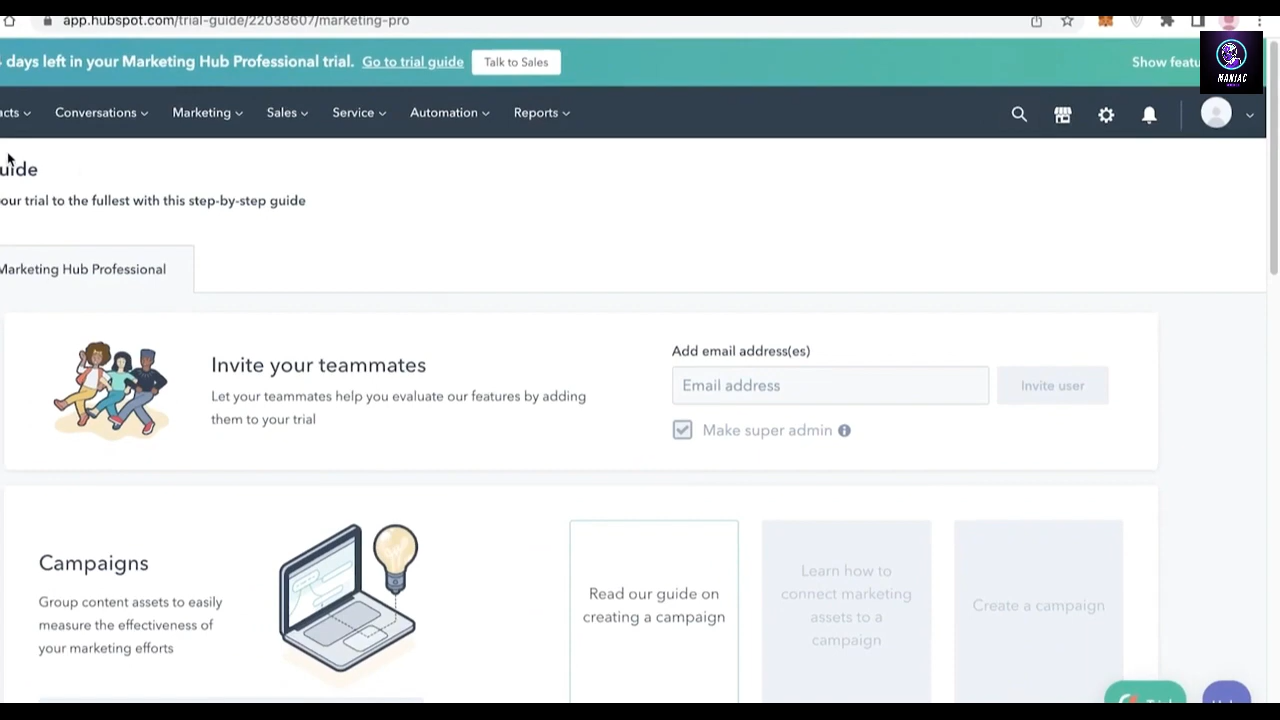 app.hubspot.com/trial-guide/22038607/marketing-pro
days left in your Marketing Hub Professional trial. Go to trial guide Talk to Sales
Show featu
MANIAC
acts Conversations Marketing Sales Service Automation Reports
uide
our trial to the fullest with this step-by-step guide
Marketing Hub Professional
Invite your teammates
Let your teammates help you evaluate our features by adding
them to your trial
Add email address(es)
Email address Invite user
Make super admin
Campaigns
Group content assets to easily
measure the effectiveness of
your marketing efforts
Read our guide on
creating a campaign
Learn how to
connect marketing
assets to a
campaign
Create a campaign